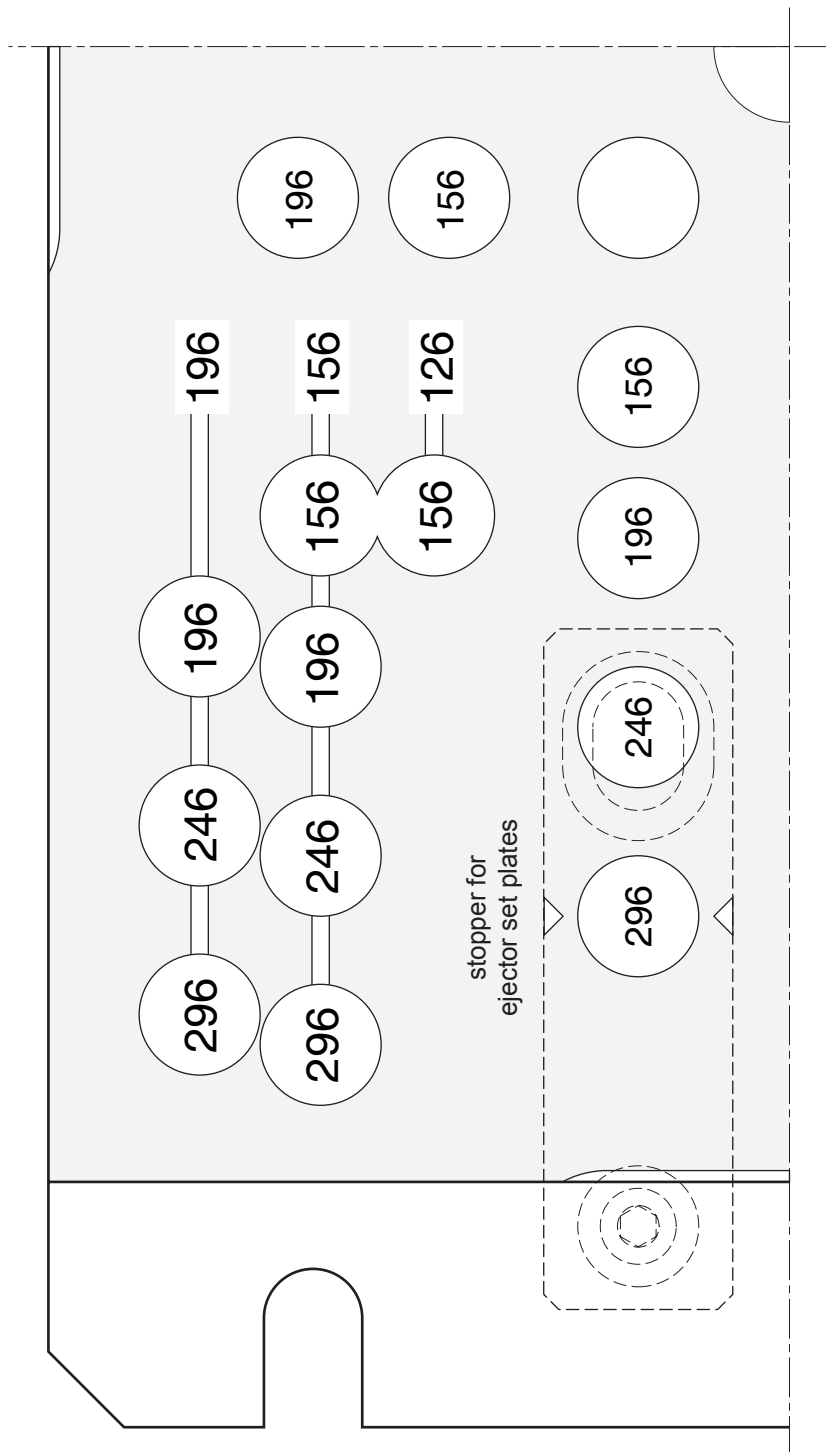 296 246 196 196
296 246 196 156 156 196
156 126 156
stopper for
ejector set plates
296 246 196 156